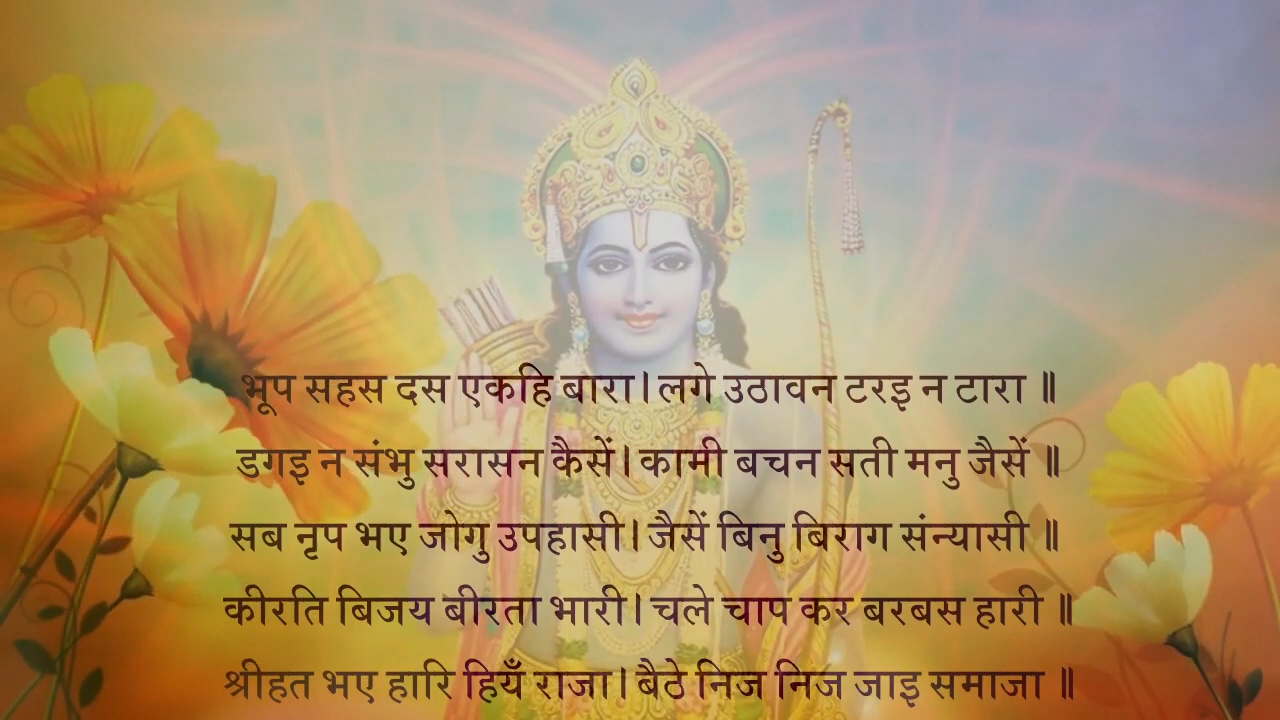 भूप सहस दस एकहि बारा। लगे उठावन टरइ न टारा ॥
डगइ न संभु सरासन कैसें। कामी बचन सती मनु जैसें ॥
सब नृप भए जोगु उपहासी। जैसें बिनु बिराग संन्यासी ॥
कीरति बिजय बीरता भारी। चले चाप कर बरबस हारी ॥
श्रीहत भए हारि हियँ राजा। बैठे निज निज जाइ समाजा ॥